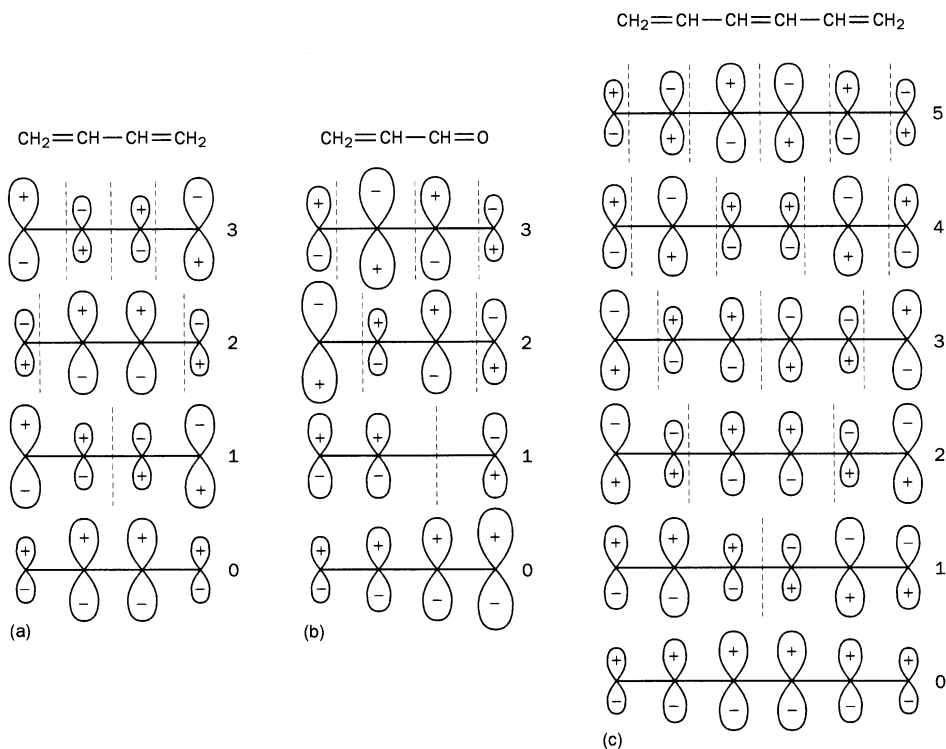 CH₂=CH—CH=CH₂
+ − + −
3
− + − +
− + + −
2
+ − − +
+ + − −
1
− − + +
+ + + +
0
− − − −
(a)
CH₂=CH—CH=O
+ − + −
3
− + − +
− + + −
2
+ − − +
+ + −
1
− − +
+ + + +
0
− − − −
(b)
CH₂=CH—CH=CH—CH=CH₂
+ − + − + −
5
− + − + − +
+ − + + − +
4
− + − − + −
− + + − − +
3
+ − − + + −
− − + + − −
2
+ + − − + +
+ + + − − −
1
− − − + + +
+ + + + + +
0
− − − − − −
(c)